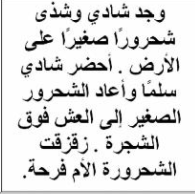 وجد شادي وشذى
شحرورًا صغيرًا على
الأرض . أحضر شادي
سلمًا وأعاد الشحرور
الصغير إلى العش فوق
الشجرة . زقزقت
الشحرورة الأم فرحة.